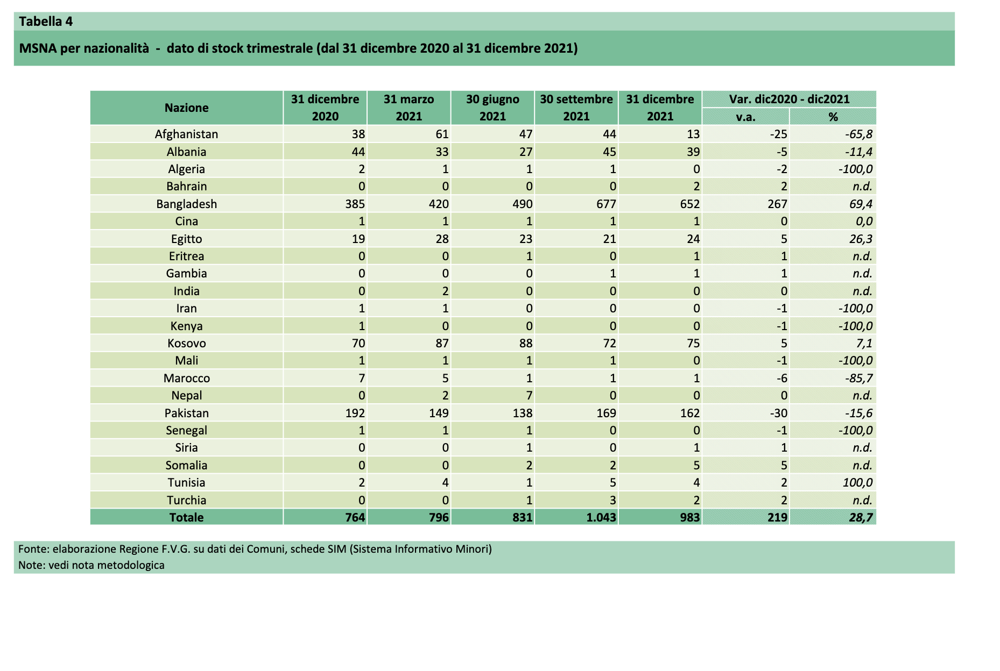 Tabella 4
MSNA per nazionalità - dato di stock trimestrale (dal 31 dicembre 2020 al 31 dicembre 2021)
Nazione 31 dicembre 2020 31 marzo 2021 30 giugno 2021 30 settembre 2021 31 dicembre 2021 Var. dic2020 - dic2021
v.a. %
Afghanistan 38 61 47 44 13 -25 -65,8
Albania 44 33 27 45 39 -5 -11,4
Algeria 2 1 1 1 0 -2 -100,0
Bahrain 0 0 0 0 2 2 n.d.
Bangladesh 385 420 490 677 652 267 69,4
Cina 1 1 1 1 1 0 0,0
Egitto 19 28 23 21 24 5 26,3
Eritrea 0 0 1 0 1 1 n.d.
Gambia 0 0 0 1 1 1 n.d.
India 0 2 0 0 0 0 n.d.
Iran 1 1 0 0 0 -1 -100,0
Kenya 1 0 0 0 0 -1 -100,0
Kosovo 70 87 88 72 75 5 7,1
Mali 1 1 1 1 0 -1 -100,0
Marocco 7 5 1 1 1 -6 -85,7
Nepal 0 2 7 0 0 0 n.d.
Pakistan 192 149 138 169 162 -30 -15,6
Senegal 1 1 1 0 0 -1 -100,0
Siria 0 0 1 0 1 1 n.d.
Somalia 0 0 2 2 5 5 n.d.
Tunisia 2 4 1 5 4 2 100,0
Turchia 0 0 1 3 2 2 n.d.
Totale 764 796 831 1.043 983 219 28,7
Fonte: elaborazione Regione F.V.G. su dati dei Comuni, schede SIM (Sistema Informativo Minori)
Note: vedi nota metodologica